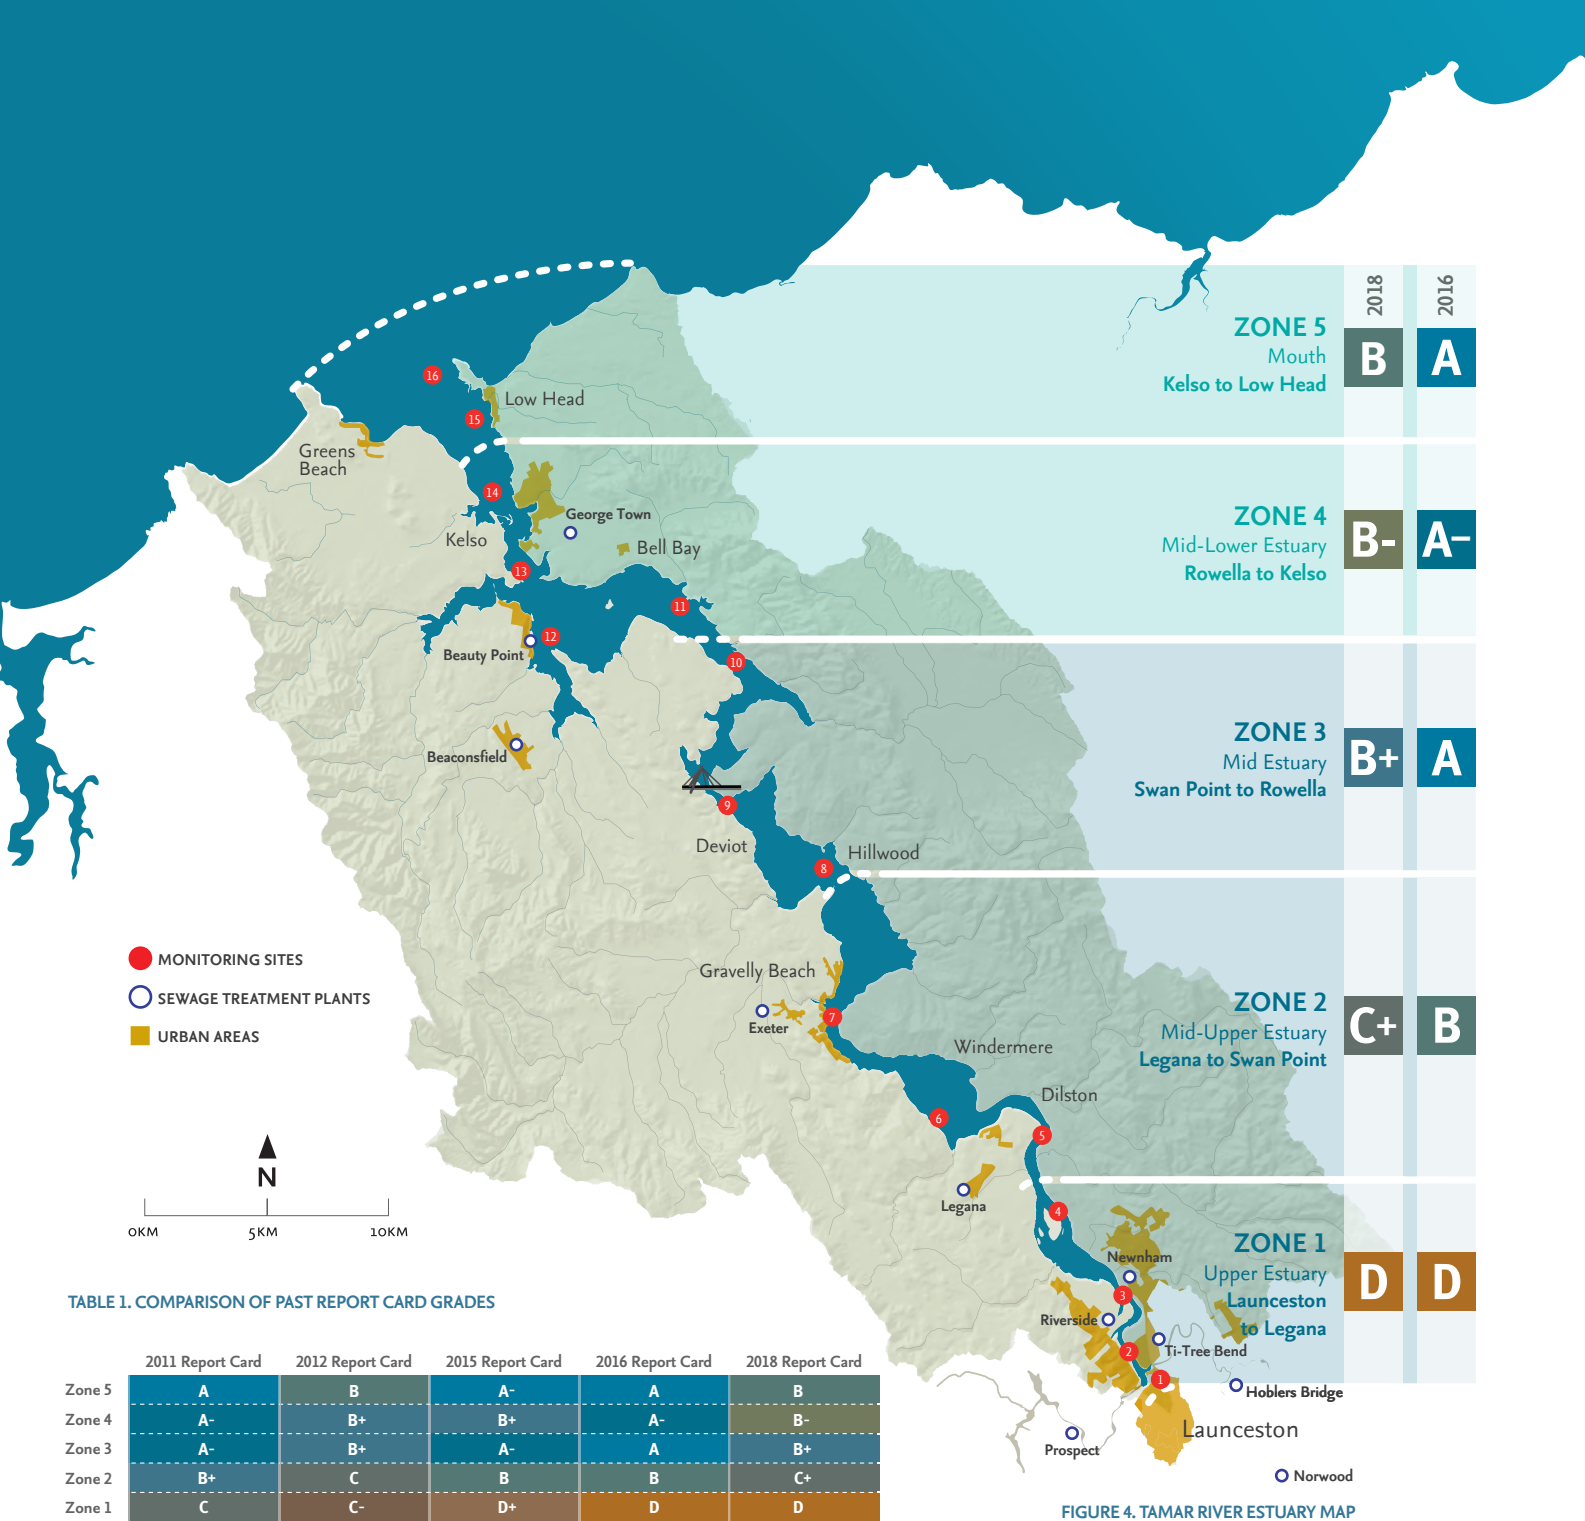 2018
2016
ZONE 5
Mouth
Kelso to Low Head
B
A
16
15
Low Head
Greens
Beach
14
George Town
Kelso
Bell Bay
13
ZONE 4
Mid-Lower Estuary
Rowella to Kelso
B-
A–
11
12
Beauty Point
10
Beaconsfield
ZONE 3
Mid Estuary
Swan Point to Rowella
B+
A
9
Deviot
8
Hillwood
MONITORING SITES
SEWAGE TREATMENT PLANTS
URBAN AREAS
Gravelly Beach
7
Exeter
Windermere
Dilston
6
5
ZONE 2
Mid-Upper Estuary
Legana to Swan Point
C+
B
Legana
4
N
0KM
5KM
10KM
Newnham
3
Riverside
2
Ti-Tree Bend
1
Hoblers Bridge
Launceston
Prospect
Norwood
ZONE 1
Upper Estuary
Launceston
to Legana
D
D
TABLE 1. COMPARISON OF PAST REPORT CARD GRADES
2011 Report Card 2012 Report Card 2015 Report Card 2016 Report Card 2018 Report Card
Zone 5 A B A- A B
Zone 4 A- B+ B+ A- B-
Zone 3 A- B+ A- A B+
Zone 2 B+ C B B C+
Zone 1 C C- D+ D D
FIGURE 4. TAMAR RIVER ESTUARY MAP